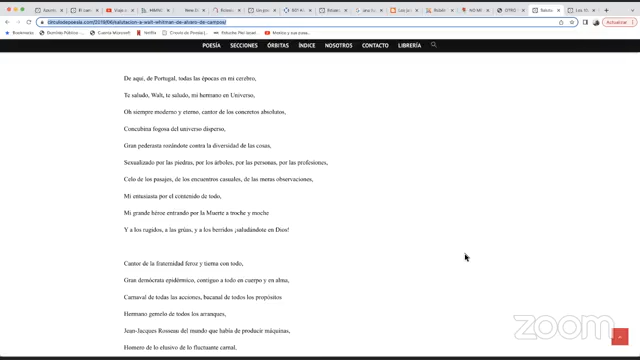 circulodepoesia.com/2019/06/salutacion-a-walt-whitman-de-alvaro-de-campos/
Actualizar
POESÍA SECCIONES ÓRBITAS ÍNDICE NOSOTROS CONTACTO LIBRERÍA
De aquí, de Portugal, todas las épocas en mi cerebro,
Te saludo, Walt, te saludo, mi hermano en Universo,
Oh siempre moderno y eterno, cantor de los concretos absolutos,
Concubina fogosa del universo disperso,
Gran pederasta rozándote contra la diversidad de las cosas,
Sexualizado por las piedras, por los árboles, por las personas, por las profesiones,
Celo de los pasajes, de los encuentros casuales, de las meras observaciones,
Mi entusiasta por el contenido de todo,
Mi grande héroe entrando por la Muerte a troche y moche
Y a los rugidos, a las grúas, y a los berridos ¡saludándote en Dios!
Cantor de la fraternidad feroz y tierna con todo,
Gran demócrata epidérmico, contiguo a todo en cuerpo y en alma,
Carnaval de todas las acciones, bacanal de todos los propósitos
Hermano gemelo de todos los arranques,
Jean-Jacques Rosseau del mundo que había de producir máquinas,
Homero de lo elusivo de lo fluctuante carnal,
zoom